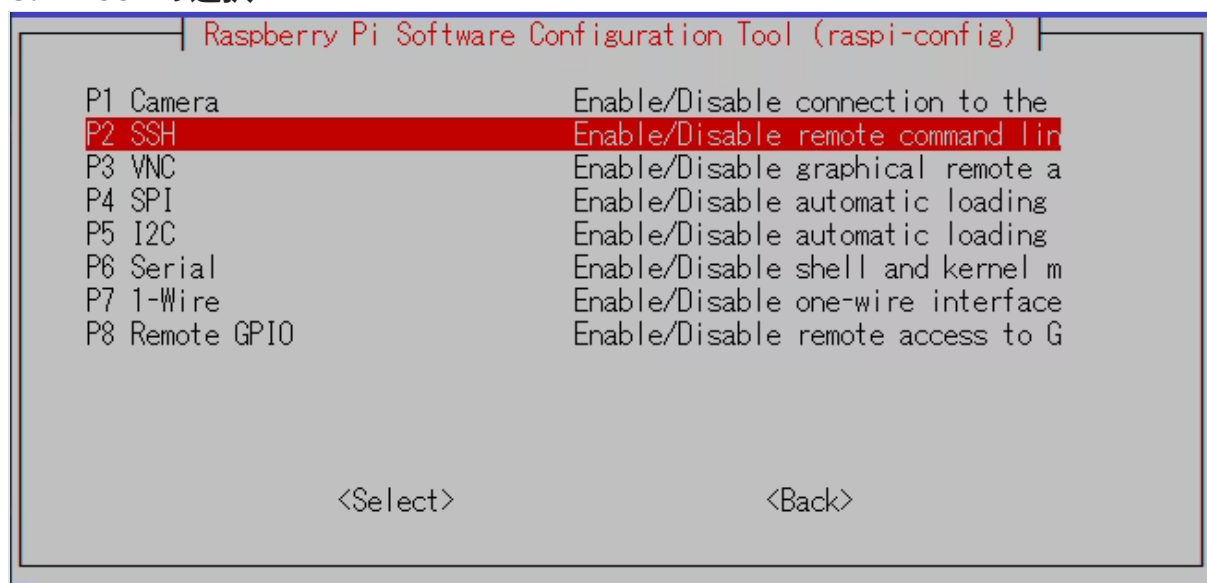 Raspberry Pi Software Configuration Tool (raspi-config)
P1 Camera Enable/Disable connection to the
P2 SSH Enable/Disable remote command lin
P3 VNC Enable/Disable graphical remote a
P4 SPI Enable/Disable automatic loading
P5 I2C Enable/Disable automatic loading
P6 Serial Enable/Disable shell and kernel m
P7 1-Wire Enable/Disable one-wire interface
P8 Remote GPIO Enable/Disable remote access to G
<Select> <Back>